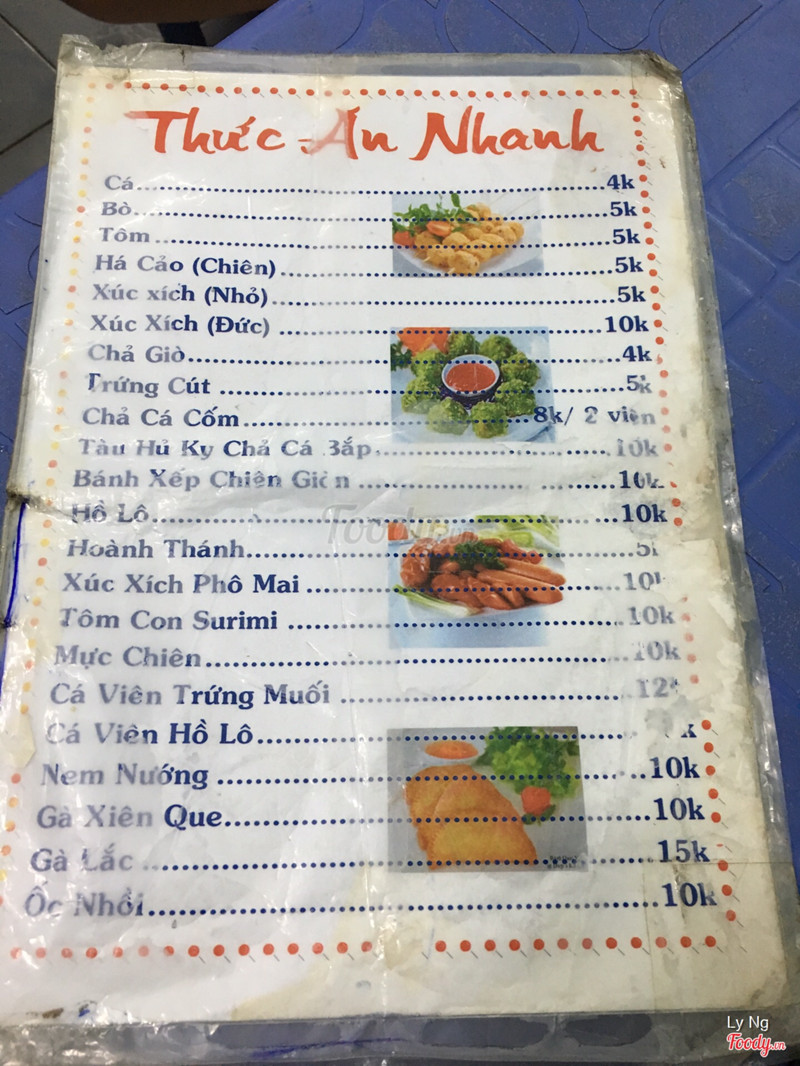 Thức Ăn Nhanh
Cá....4k
Bò....5k
Tôm....5k
Há Cảo (Chiên)....5k
Xúc xích (Nhỏ)....5k
Xúc Xích (Đức)....10k
Chả Giò....4k
Trứng Cút....5k
Chả Cá Cốm....8k/ 2 viên
Tàu Hủ Ky Chả Cá Bắp....10k
Bánh Xếp Chiên Giòn....10k
Hồ Lô....10k
Hoành Thánh....5k
Xúc Xích Phô Mai....10k
Tôm Con Surimi....10k
Mực Chiên....10k
Cá Viên Trứng Muối....12k
Cá Viên Hồ Lô....
Nem Nướng....10k
Gà Xiên Que....10k
Gà Lắc....15k
Ốc Nhồi....10k
Ly Ng
Foody.vn